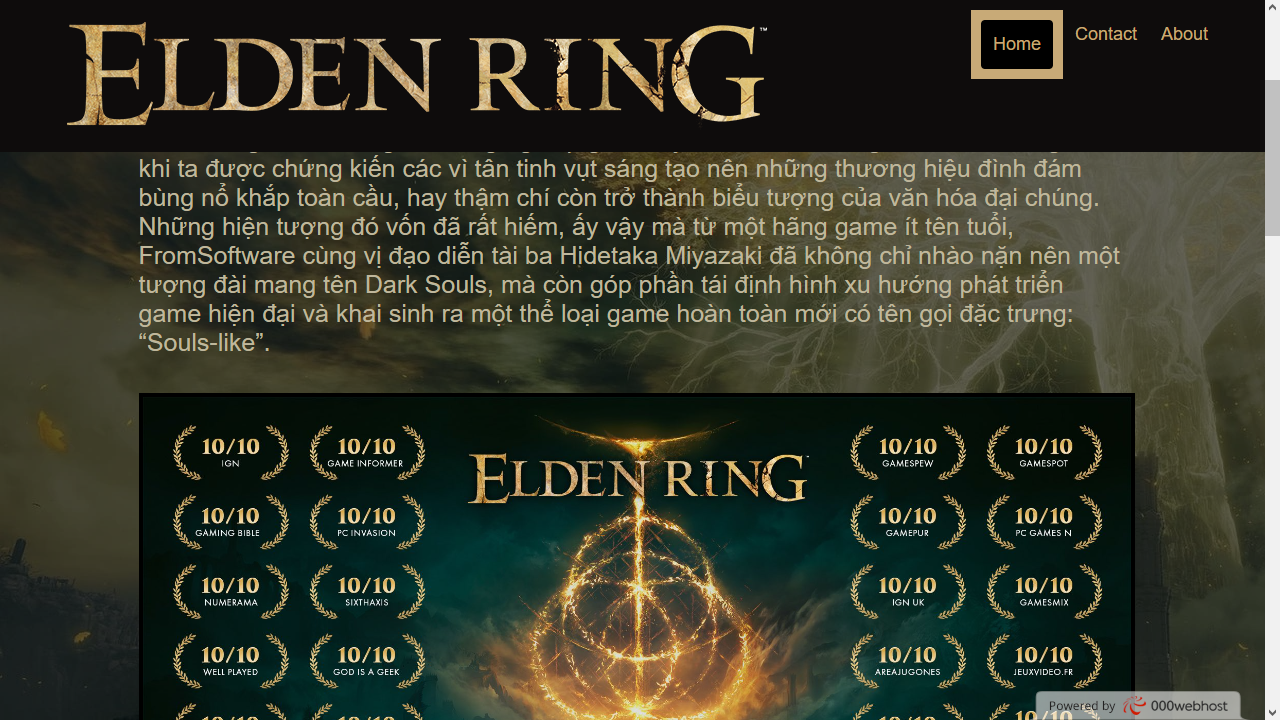 ELDEN RING™
Home Contact About
khi ta được chứng kiến các vì tân tinh vụt sáng tạo nên những thương hiệu đình đám
bùng nổ khắp toàn cầu, hay thậm chí còn trở thành biểu tượng của văn hóa đại chúng.
Những hiện tượng đó vốn đã rất hiếm, ấy vậy mà từ một hãng game ít tên tuổi,
FromSoftware cùng vị đạo diễn tài ba Hidetaka Miyazaki đã không chỉ nhào nặn nên một
tượng đài mang tên Dark Souls, mà còn góp phần tái định hình xu hướng phát triển
game hiện đại và khai sinh ra một thể loại game hoàn toàn mới có tên gọi đặc trưng:
“Souls-like”.
10/10 10/10 10/10 10/10
IGN GAME INFORMER GAMESPEW GAMESPOT
ELDEN RING
10/10 10/10 10/10 10/10
GAMING BIBLE PC INVASION GAMEPUR PC GAMES N
10/10 10/10 10/10 10/10
NUMERAMA SIXTHAXIS IGN UK GAMESMIX
10/10 10/10 10/10 10/10
WELL PLAYED GOD IS A GEEK AREAJUGONES JEUXVIDEO.FR
Powered by 000webhost